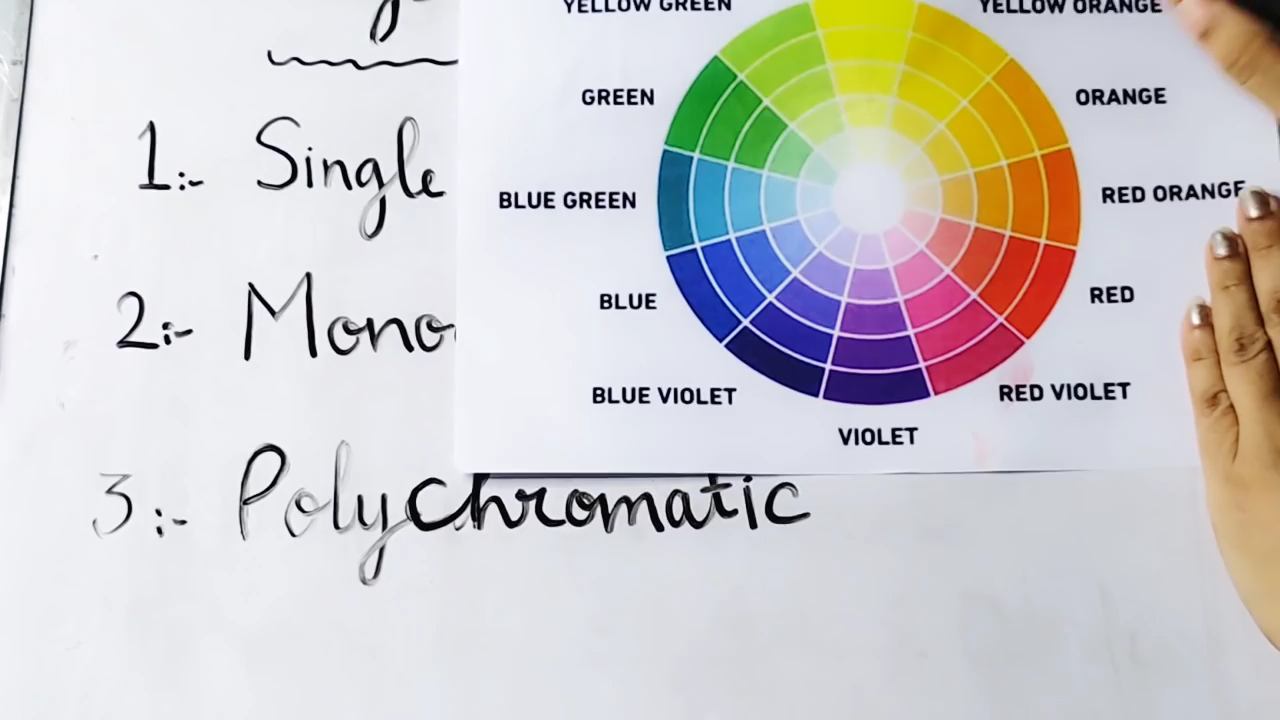 YELLOW GREEN
YELLOW ORANGE
GREEN
ORANGE
BLUE GREEN
RED ORANGE
BLUE
RED
BLUE VIOLET
RED VIOLET
VIOLET
1:- Single
2:- Mono
3:- Polychromatic